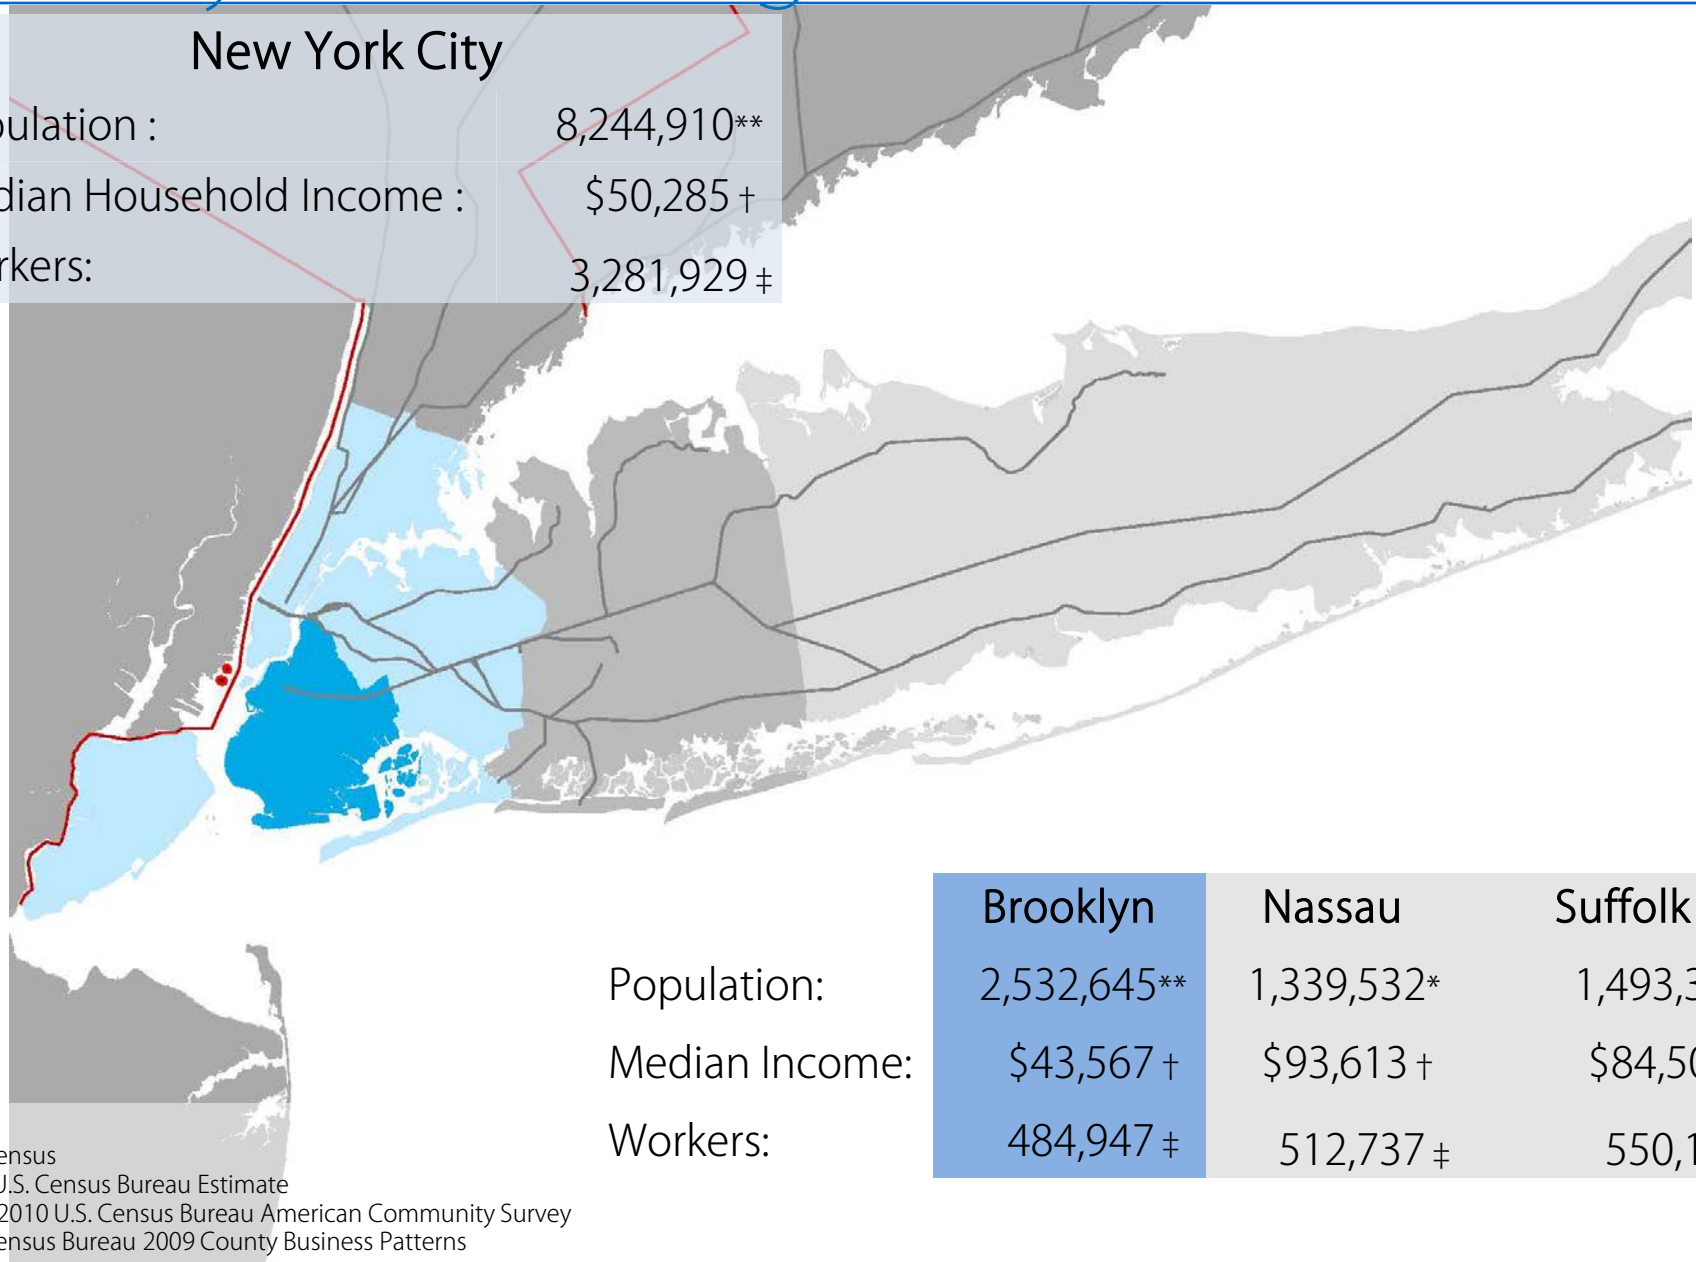 New York City
pulation : 8,244,910**
dian Household Income : $50,285 †
rkers: 3,281,929 ‡
Brooklyn Nassau Suffolk
Population: 2,532,645** 1,339,532* 1,493,3
Median Income: $43,567 † $93,613 † $84,50
Workers: 484,947 ‡ 512,737 ‡ 550,1
ensus
U.S. Census Bureau Estimate
2010 U.S. Census Bureau American Community Survey
ensus Bureau 2009 County Business Patterns